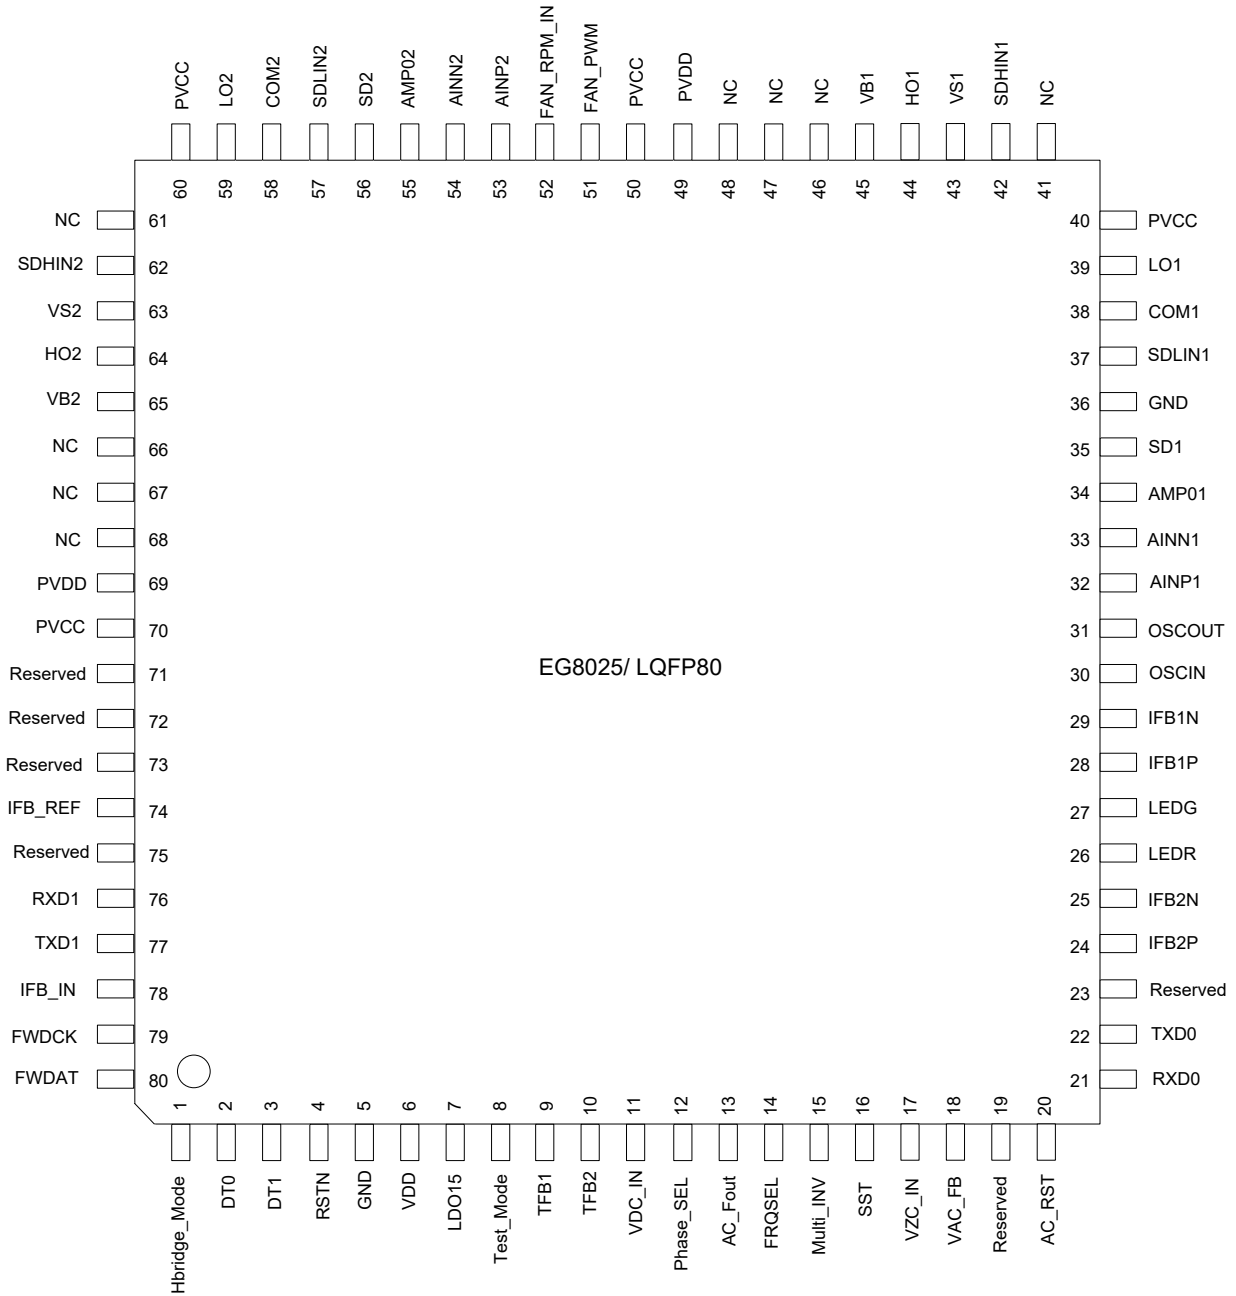 PVCC
LO2
COM2
SDLIN2
SD2
AMP02
AINN2
AINP2
FAN_RPM_IN
FAN_PWM
PVCC
PVDD
NC
NC
NC
VB1
HO1
VS1
SDHIN1
NC
60
59
58
57
56
55
54
53
52
51
50
49
48
47
46
45
44
43
42
41
NC 61
SDHIN2 62
VS2 63
HO2 64
VB2 65
NC 66
NC 67
NC 68
PVDD 69
PVCC 70
Reserved 71
Reserved 72
Reserved 73
IFB_REF 74
Reserved 75
RXD1 76
TXD1 77
IFB_IN 78
FWDCK 79
FWDAT 80
EG8025/ LQFP80
40 PVCC
39 LO1
38 COM1
37 SDLIN1
36 GND
35 SD1
34 AMP01
33 AINN1
32 AINP1
31 OSCOUT
30 OSCIN
29 IFB1N
28 IFB1P
27 LEDG
26 LEDR
25 IFB2N
24 IFB2P
23 Reserved
22 TXD0
21 RXD0
1
2
3
4
5
6
7
8
9
10
11
12
13
14
15
16
17
18
19
20
Hbridge_Mode
DT0
DT1
RSTN
GND
VDD
LDO15
Test_Mode
TFB1
TFB2
VDC_IN
Phase_SEL
AC_Fout
FRQSEL
Multi_INV
SST
VZC_IN
VAC_FB
Reserved
AC_RST